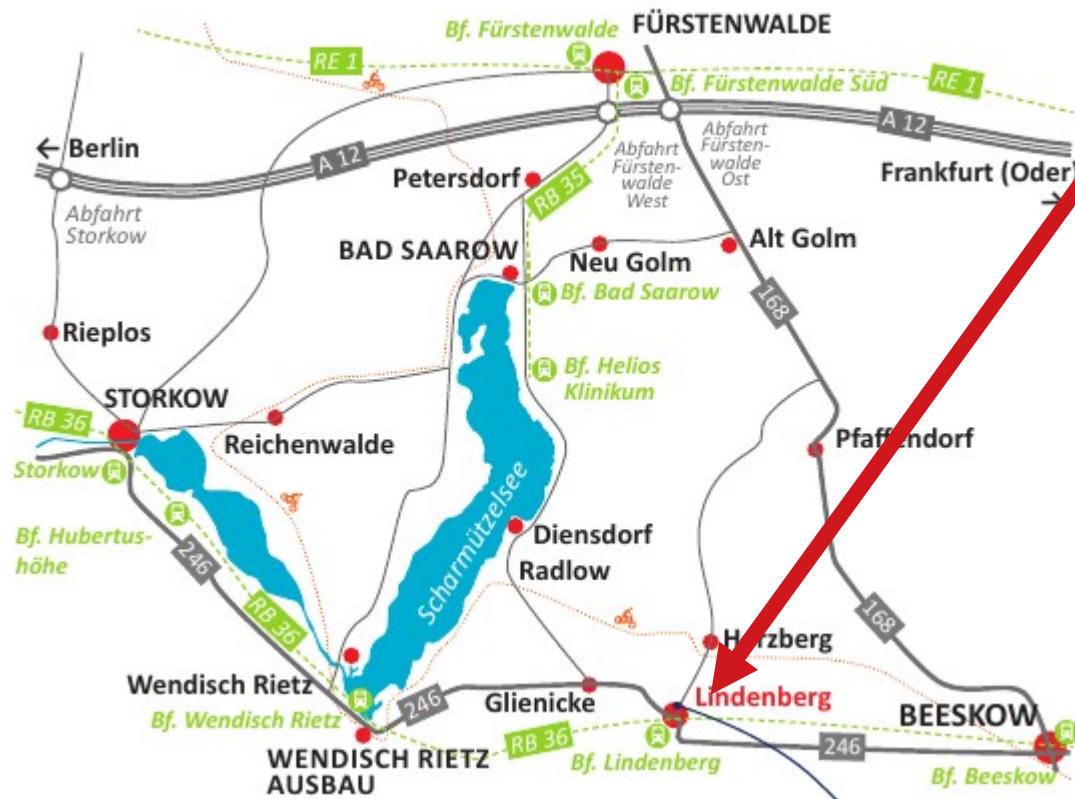 FÜRSTENWALDE
Bf. Fürstenwalde
RE 1
Bf. Fürstenwalde Süd
RE 1
A 12
← Berlin
A 12
Abfahrt
Storkow
Abfahrt
Fürsten-
walde
West
Abfahrt
Fürsten-
walde
Ost
Frankfurt (Oder)
→
Petersdorf
RB 35
BAD SAAROW
Neu Golm
Alt Golm
Bf. Bad Saarow
168
Rieplos
Bf. Helios
Klinikum
STORKOW
RB 36
Reichenwalde
Pfaffendorf
Storkow
Scharmützelsee
Bf. Hubertus-
höhe
246
Diensdorf
Radlow
RB 36
168
Herzberg
Wendisch Rietz
246
Glienicke
Lindenberg
Bf. Wendisch Rietz
BEESKOW
RB 36
246
WENDISCH RIETZ
AUSBAU
Bf. Lindenberg
Bf. Beeskow